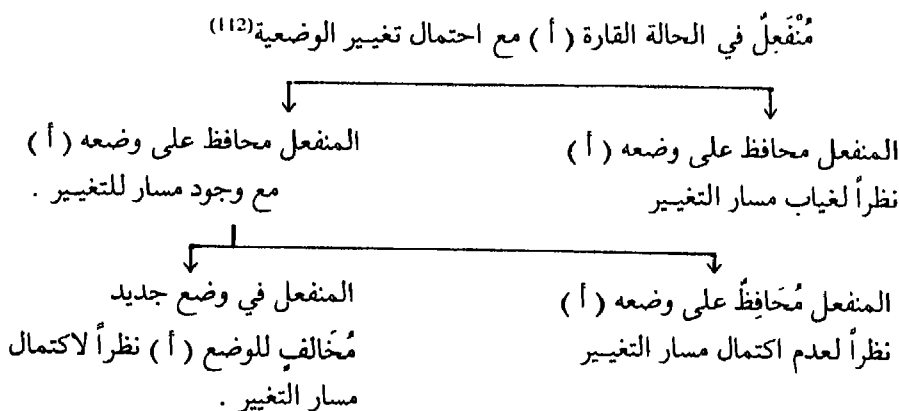 مُنْفَعِلٌ في الحالة القارة ( أ ) مع احتمال تغيير الوضعية(112)
المنفعل محافظ على وضعه ( أ )
نظراً لغياب مسار التغيير
المنفعل محافظ على وضعه ( أ )
مع وجود مسار للتغيير .
المنفعل مُحَافِظٌ على وضعه ( أ )
نظراً لعدم اكتمال مسار التغيير
المنفعل في وضع جديد
مُخَالفٍ للوضع ( أ ) نظراً لاكتمال
مسار التغيير .